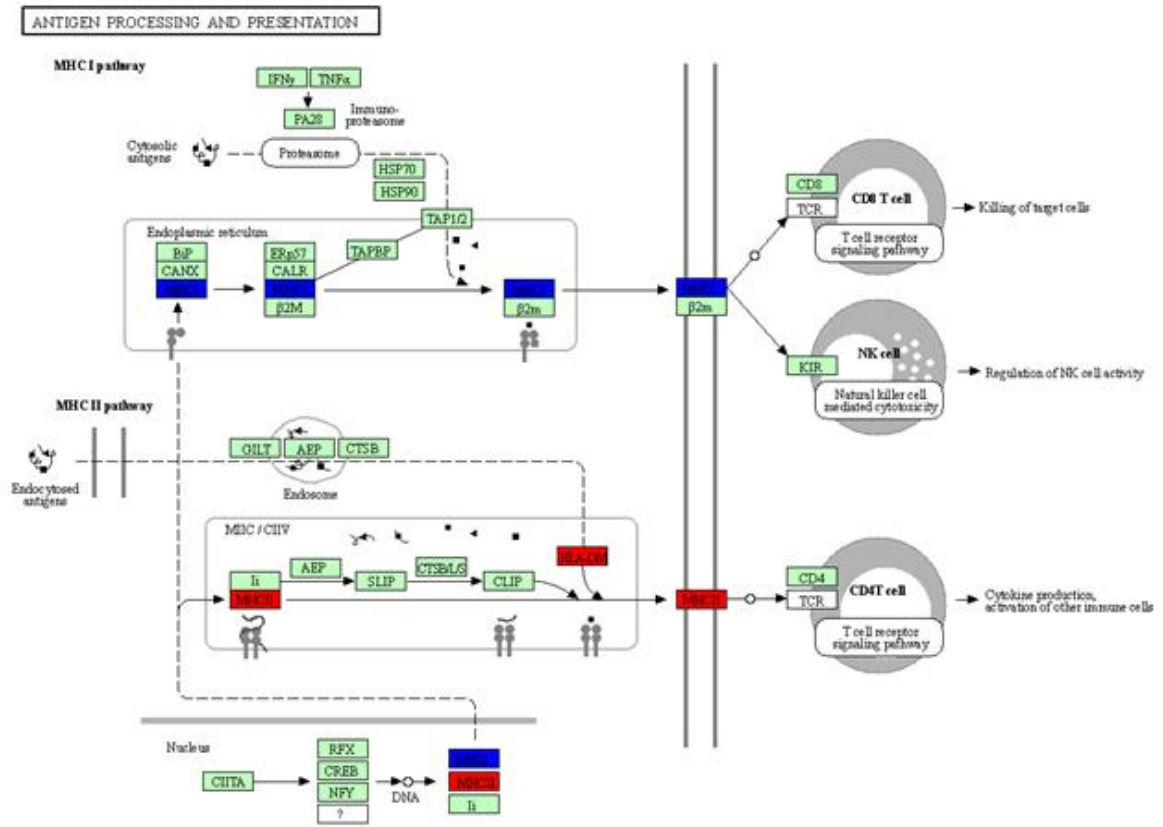 ANTIGEN PROCESSING AND PRESENTATION
MHC I pathway
IFNγ
TNFα
PA28
Immuno-
proteasome
Cytosolic
antigens
Proteasome
HSP70
HSP90
TAP1/2
Endoplasmic reticulum
BiP
CANX
MHCI
ERp57
CALR
MHCI
β2M
TAPBP
MHCI
β2m
MHCI
β2m
CD8
TCR
CD8 T cell
T cell receptor
signaling pathway
Killing of target cells
KIR
NK cell
Natural killer cell
mediated cytotoxicity
Regulation of NK cell activity
MHC II pathway
Endocytosed
antigens
GILT
AEP
CTSB
Endosome
MIIC / CIIV
Ii
MHCII
AEP
SLIP
CTSB/L/S
CLIP
HLA-DM
MHCII
CD4
TCR
CD4T cell
T cell receptor
signaling pathway
Cytokine production,
activation of other immune cells
Nucleus
CIITA
RFX
CREB
NFY
?
DNA
MHCI
MHCII
Ii